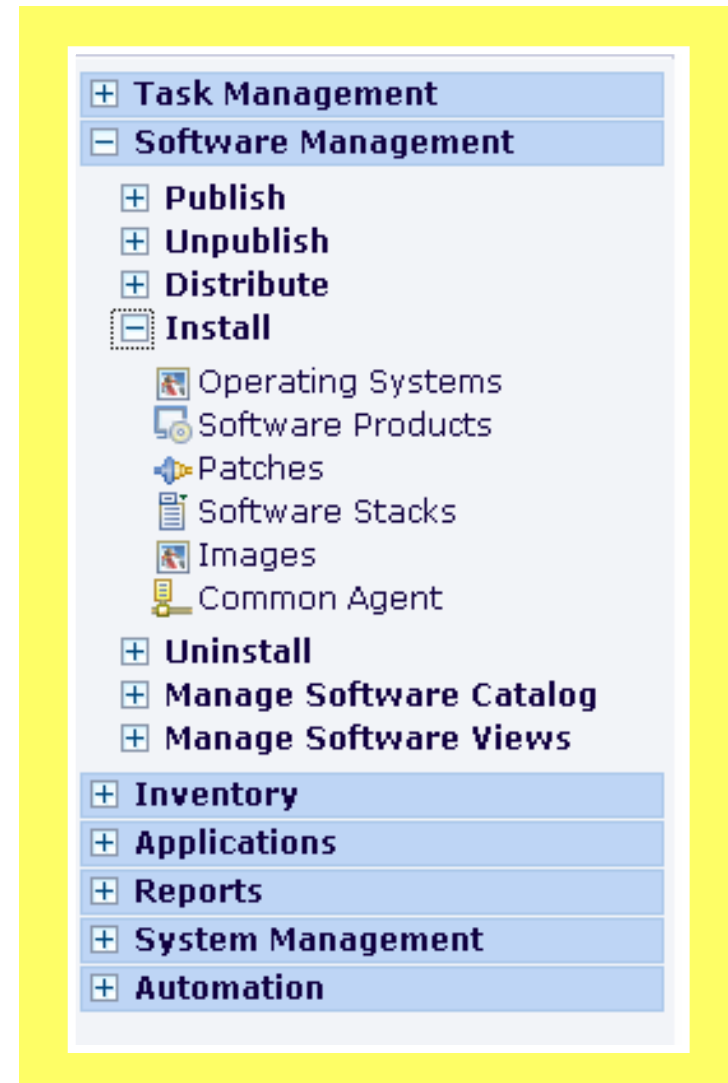 Task Management
Software Management
Publish
Unpublish
Distribute
Install
Operating Systems
Software Products
Patches
Software Stacks
Images
Common Agent
Uninstall
Manage Software Catalog
Manage Software Views
Inventory
Applications
Reports
System Management
Automation